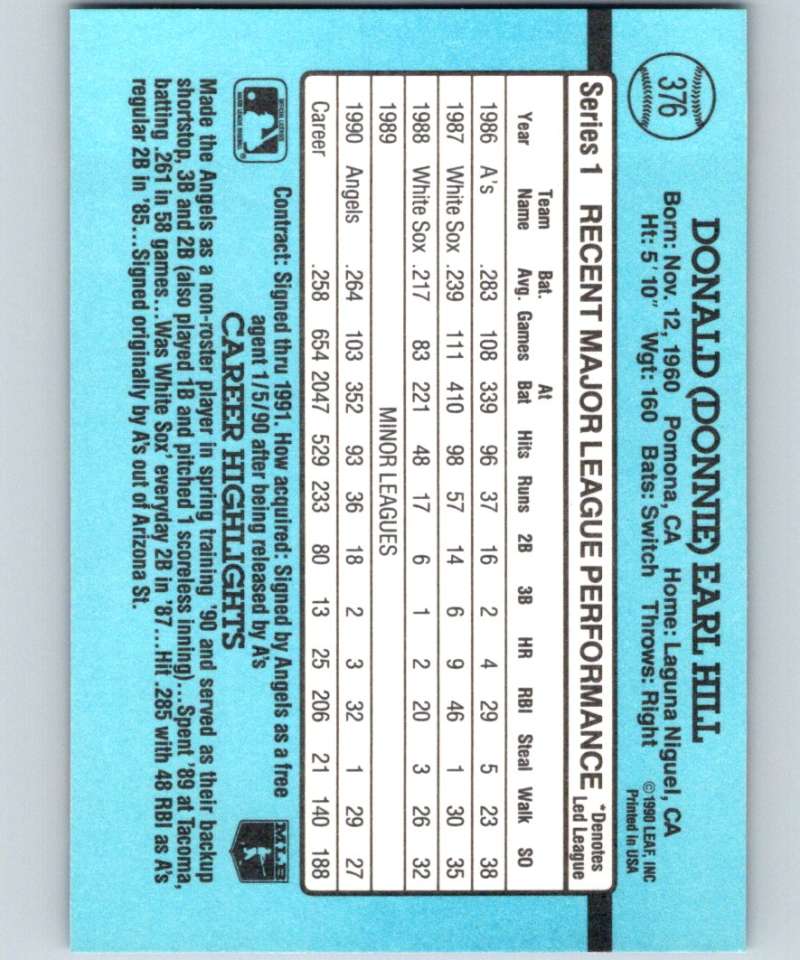 376
DONALD (DONNIE) EARL HILL
Born: Nov. 12, 1960 Pomona, CA Home: Laguna Niguel, CA
Ht: 5'10" Wgt: 160 Bats: Switch Throws: Right
©1990 LEAF, INC
Printed in USA
Series 1 RECENT MAJOR LEAGUE PERFORMANCE *Denotes Led League
Year Team Name Bat. Avg. Games At Bat Hits Runs 2B 3B HR RBI Steal Walk SO
1986 A's .283 108 339 96 37 16 2 4 29 5 23 38
1987 White Sox .239 111 410 98 57 14 6 9 46 1 30 35
1988 White Sox .217 83 221 48 17 6 1 2 20 3 26 32
1989 MINOR LEAGUES
1990 Angels .264 103 352 93 36 18 2 3 32 1 29 27
Career .258 654 2047 529 233 80 13 25 206 21 140 188
Contract: Signed thru 1991. How acquired: Signed by Angels as a free
agent 1/5/90 after being released by A's
CAREER HIGHLIGHTS
MLB
Made the Angels as a non-roster player in spring training '90 and served as their backup
shortstop, 3B and 2B (also played 1B and pitched 1 scoreless inning)...Spent '89 at Tacoma,
batting .261 in 58 games...Was White Sox' everyday 2B in '87...Hit .285 with 48 RBI as A's
regular 2B in '85...Signed originally by A's out of Arizona St.